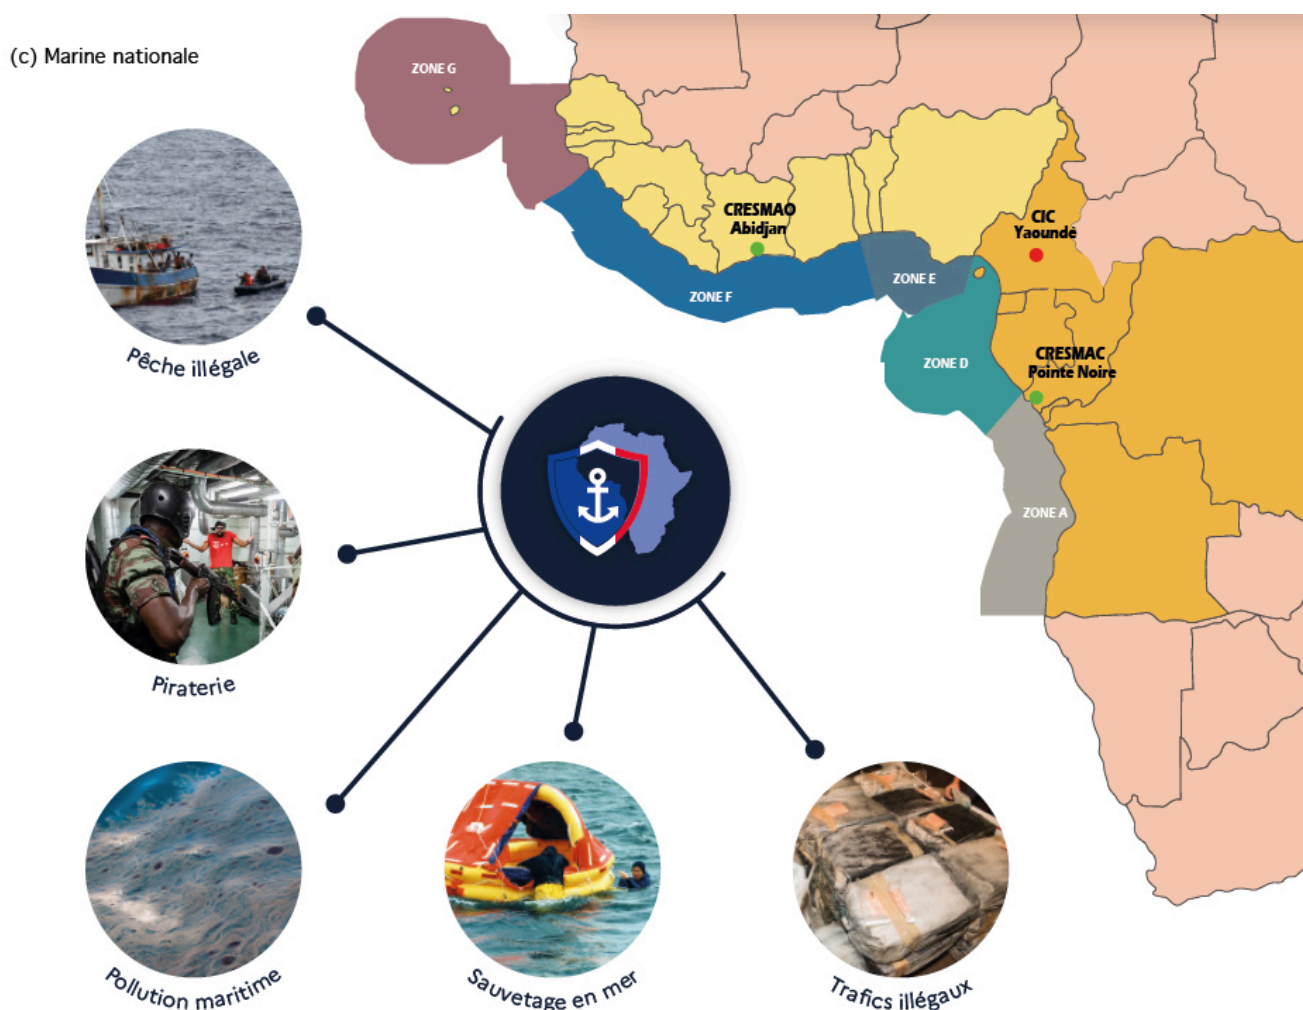 (c) Marine nationale
ZONE G
CRESMAO
Abidjan
CIC
Yaoundé
ZONE E
ZONE F
ZONE D
CRESMAC
Pointe Noire
ZONE A
Pêche illégale
Piraterie
Pollution maritime
Sauvetage en mer
Trafics illégaux